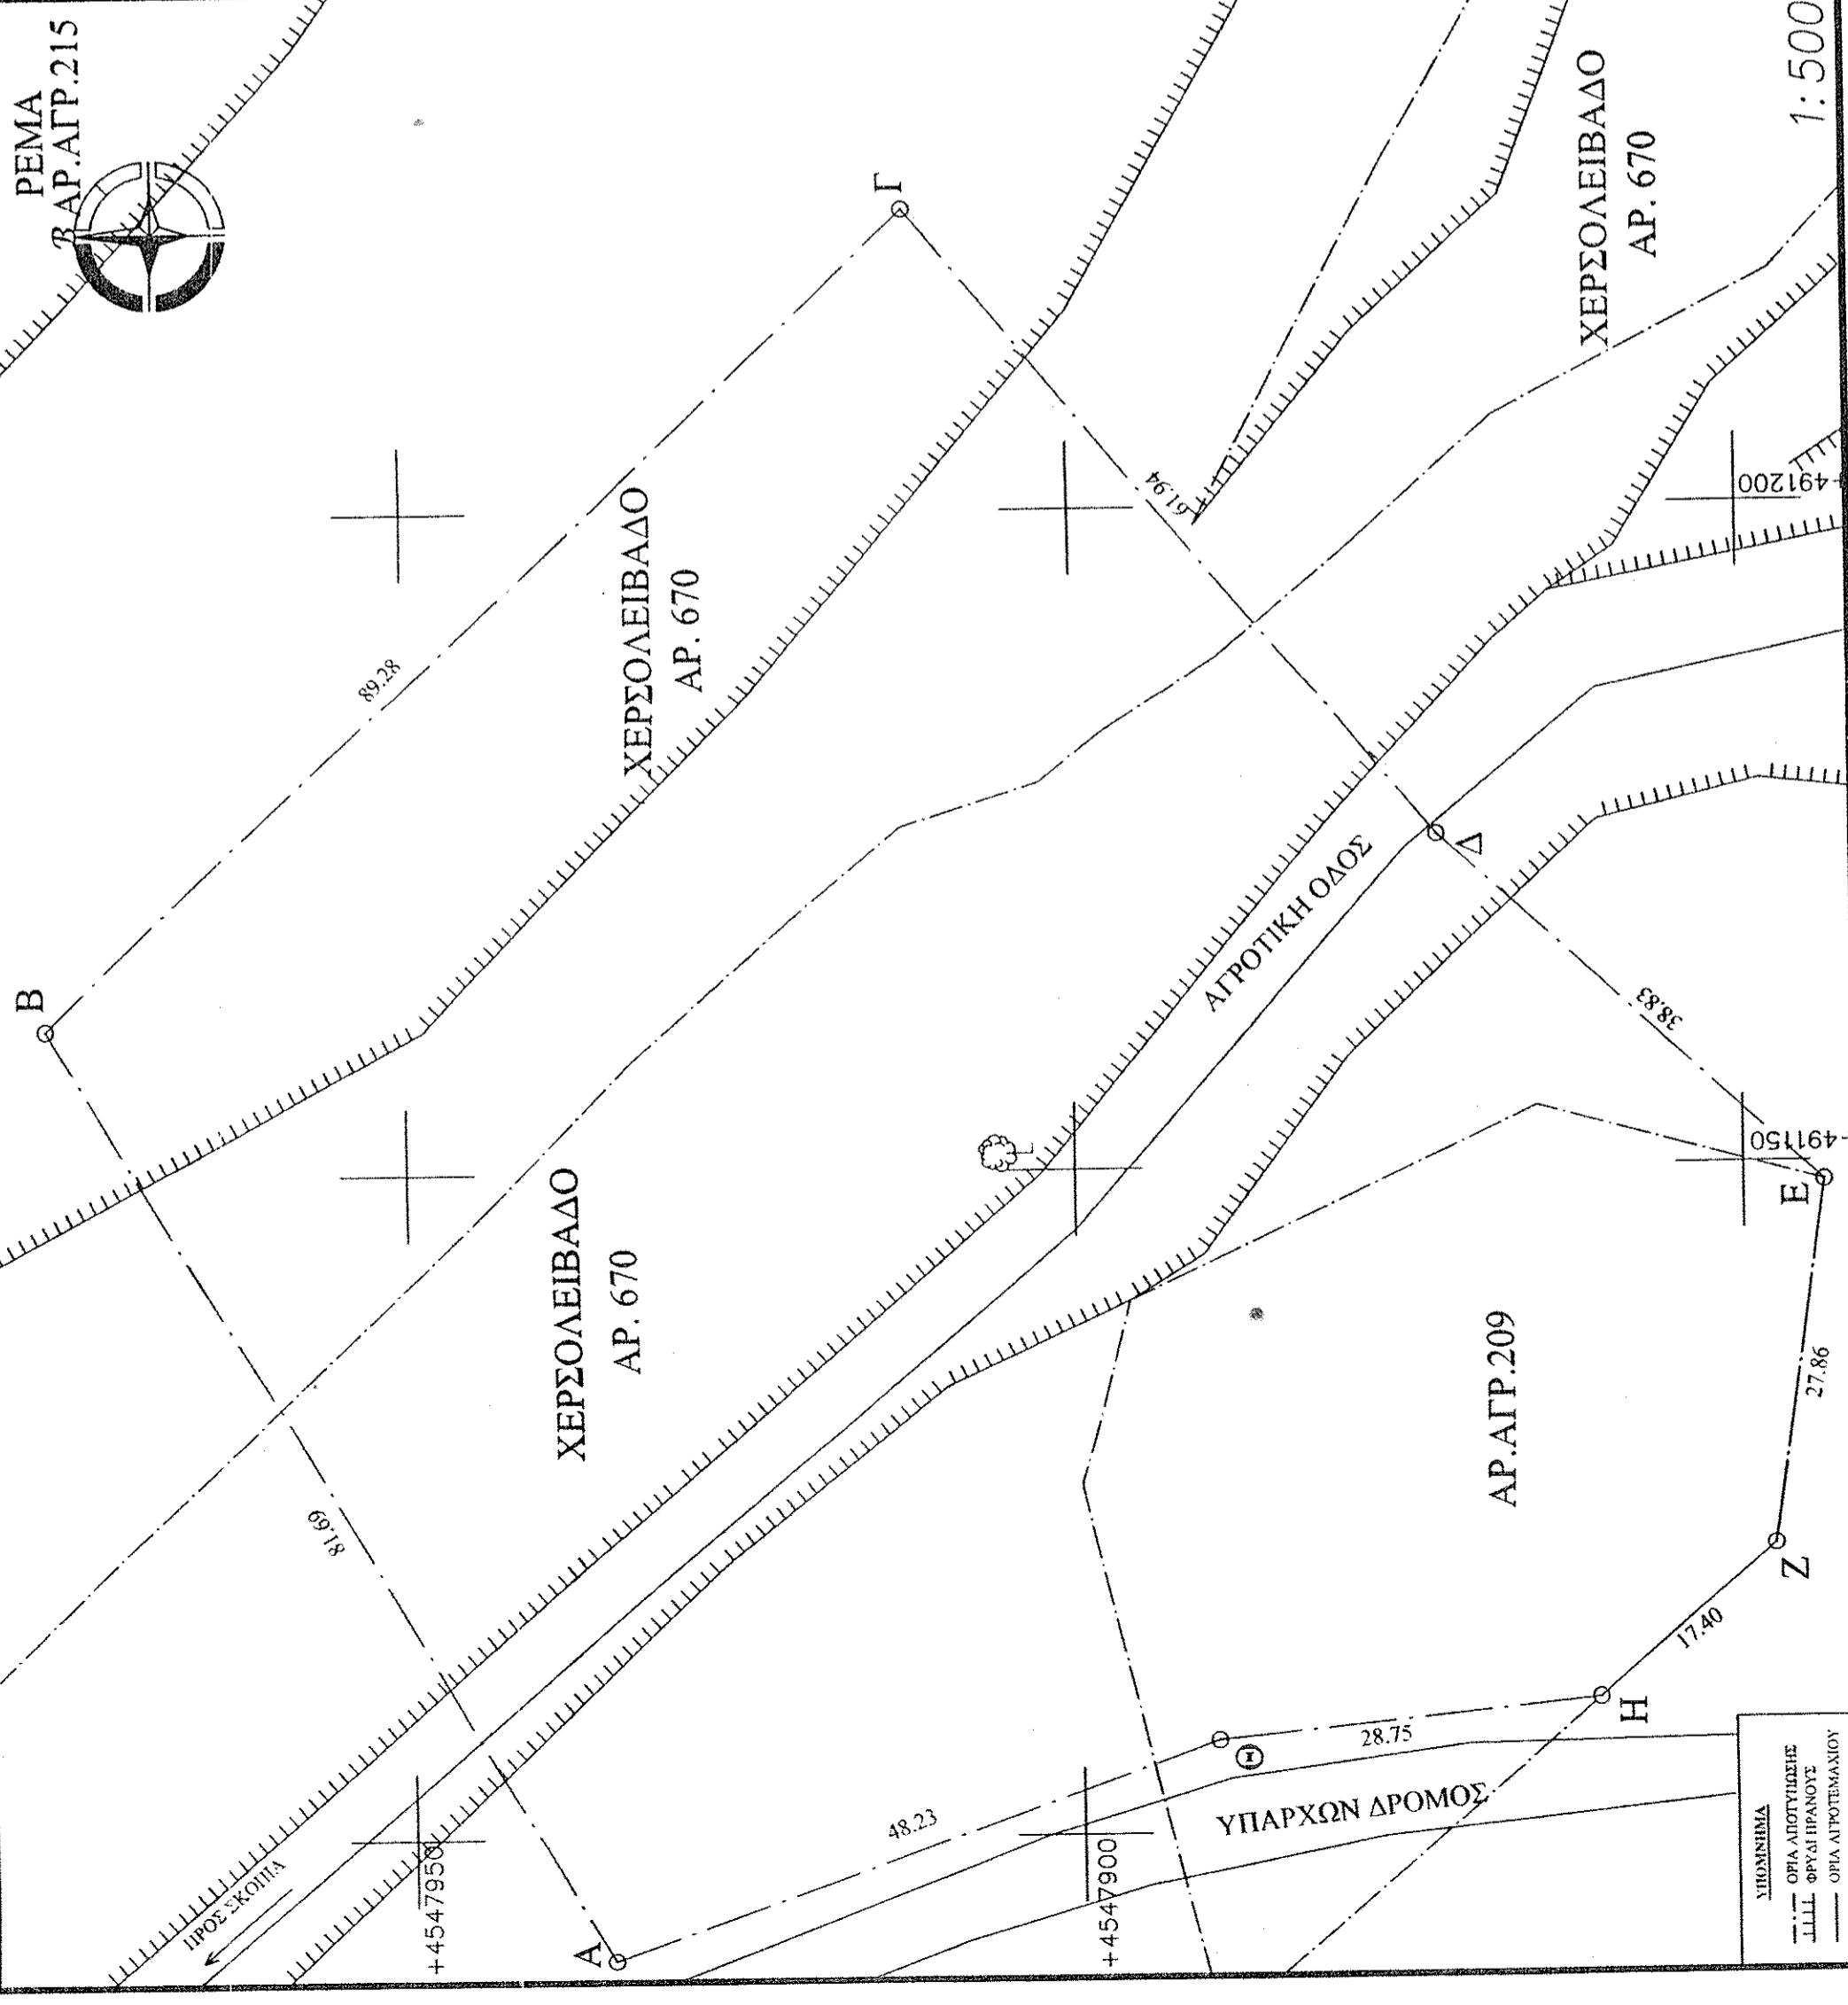 ΡΕΜΑ
ΑΡ.ΑΓΡ.215
Β
Β
Γ
89.28
ΧΕΡΣΟΛΕΙΒΑΔΟ
ΑΡ. 670
ΧΕΡΣΟΛΕΙΒΑΔΟ
ΑΡ. 670
1:500
61.94
491200
ΧΕΡΣΟΛΕΙΒΑΔΟ
ΑΡ. 670
81.69
ΑΓΡΟΤΙΚΗ ΟΔΟΣ
Δ
38.83
491150
Ε
ΠΡΟΣ ΣΚΟΠΙΑ
+4547950
Α
48.23
ΑΡ.ΑΓΡ.209
27.86
Ζ
17.40
Η
28.75
Θ
ΥΠΑΡΧΩΝ ΔΡΟΜΟΣ
+4547900
ΥΠΟΜΝΗΜΑ
ΟΡΙΑ ΑΠΟΤΥΠΩΣΗΣ
ΦΡΥΔΙ ΠΡΑΝΟΥΣ
ΟΡΙΑ ΑΓΡΟΤΕΜΑΧΙΟΥ